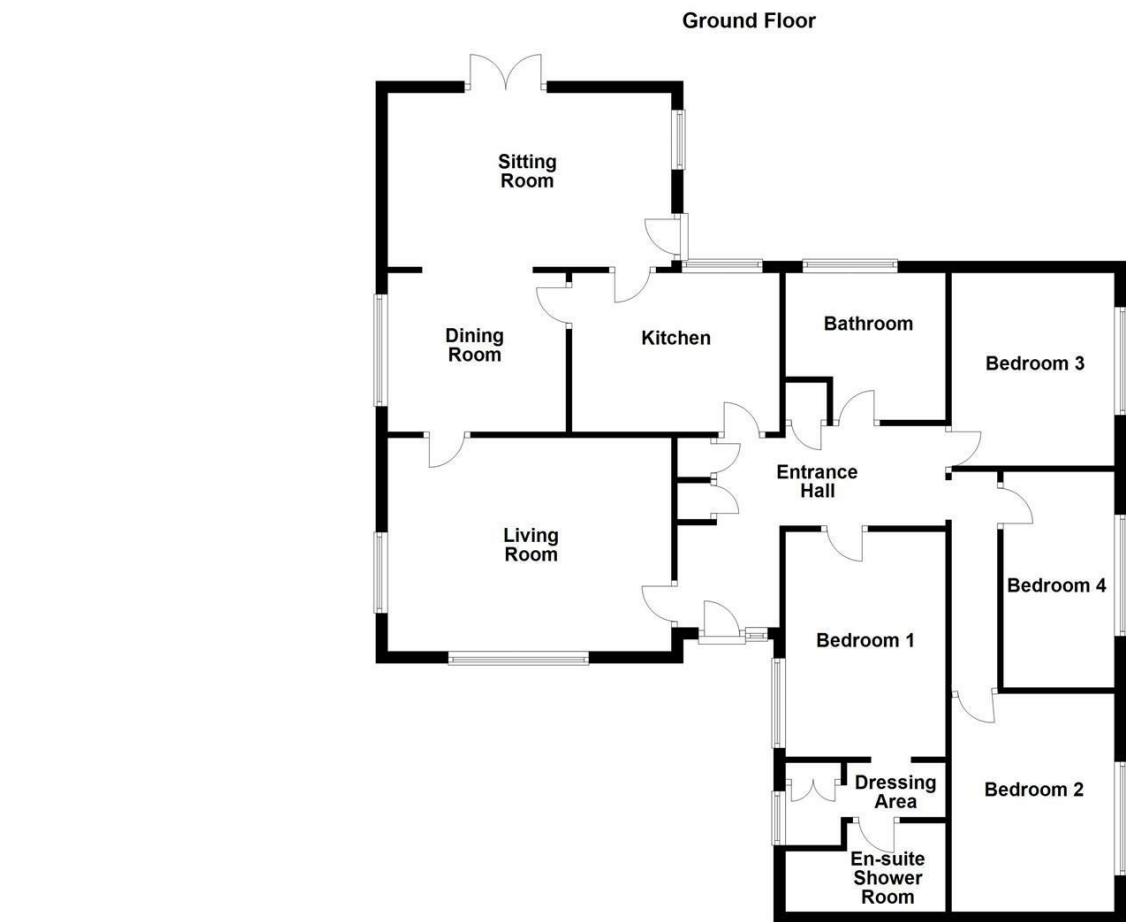 Ground Floor
Sitting
Room
Dining
Room
Kitchen
Bathroom
Bedroom 3
Entrance
Hall
Living
Room
Bedroom 4
Bedroom 1
Dressing
Area
Bedroom 2
En-suite
Shower
Room